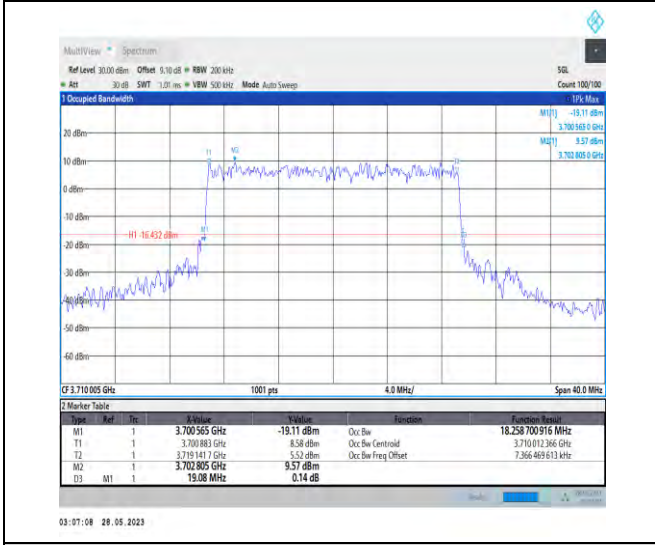 MultiView Spectrum
Ref Level 30.00 dBm Offset 9.10 dB RBW 200 kHz SGL
Att 30 dB SWT 1.01 ms VBW 500 kHz Mode Auto Sweep Count 100/100
1 Occupied Bandwidth 1Pk Max
M1[1] -19.11 dBm
3.700 565 0 GHz
M2[1] 9.57 dBm
3.702 805 0 GHz
20 dBm
T1 M2 T2
10 dBm
0 dBm
-10 dBm
M1
H1 -16.432 dBm
-20 dBm
-30 dBm
-40 dBm
-50 dBm
-60 dBm
CF 3.710 005 GHz 1001 pts 4.0 MHz/ Span 40.0 MHz
2 Marker Table
Type Ref Trc X-Value Y-Value Function Function Result
M1 1 3.700 565 GHz -19.11 dBm Occ Bw 18.258 700 916 MHz
T1 1 3.700 883 GHz 8.58 dBm Occ Bw Centroid 3.710 012 366 GHz
T2 1 3.719 141 7 GHz 5.52 dBm Occ Bw Freq Offset 7.366 469 613 kHz
M2 1 3.702 805 GHz 9.57 dBm
D3 M1 1 19.08 MHz 0.14 dB
03:07:08 28.05.2023